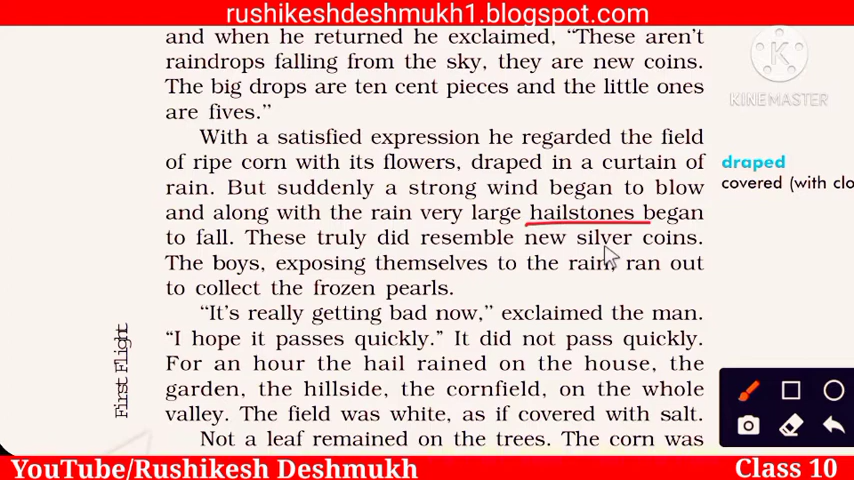 rushikeshdeshmukh1.blogspot.com
and when he returned he exclaimed, “These aren’t
raindrops falling from the sky, they are new coins.
The big drops are ten cent pieces and the little ones
are fives.”
With a satisfied expression he regarded the field
of ripe corn with its flowers, draped in a curtain of
rain. But suddenly a strong wind began to blow
and along with the rain very large hailstones began
to fall. These truly did resemble new silver coins.
The boys, exposing themselves to the rain, ran out
to collect the frozen pearls.
“It’s really getting bad now,” exclaimed the man.
“I hope it passes quickly.” It did not pass quickly.
For an hour the hail rained on the house, the
garden, the hillside, the cornfield, on the whole
valley. The field was white, as if covered with salt.
Not a leaf remained on the trees. The corn was
KINEMASTER
draped
covered (with clo
First Flight
YouTube/Rushikesh Deshmukh
Class 10